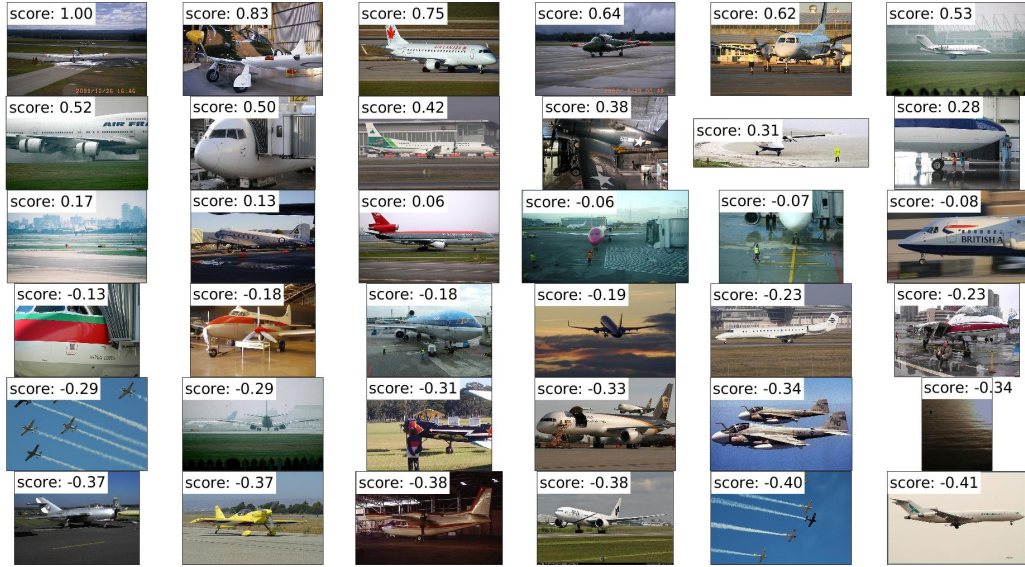 score: 1.00
score: 0.83
score: 0.75
score: 0.64
score: 0.62
score: 0.53
score: 0.52
AIR FRA
score: 0.50
score: 0.42
score: 0.38
score: 0.31
score: 0.28
score: 0.17
score: 0.13
score: 0.06
score: -0.06
score: -0.07
score: -0.08
BRITISH A
score: -0.13
score: -0.18
score: -0.18
score: -0.19
score: -0.23
score: -0.23
score: -0.29
score: -0.29
score: -0.31
score: -0.33
score: -0.34
score: -0.34
score: -0.37
score: -0.37
score: -0.38
score: -0.38
score: -0.40
score: -0.41